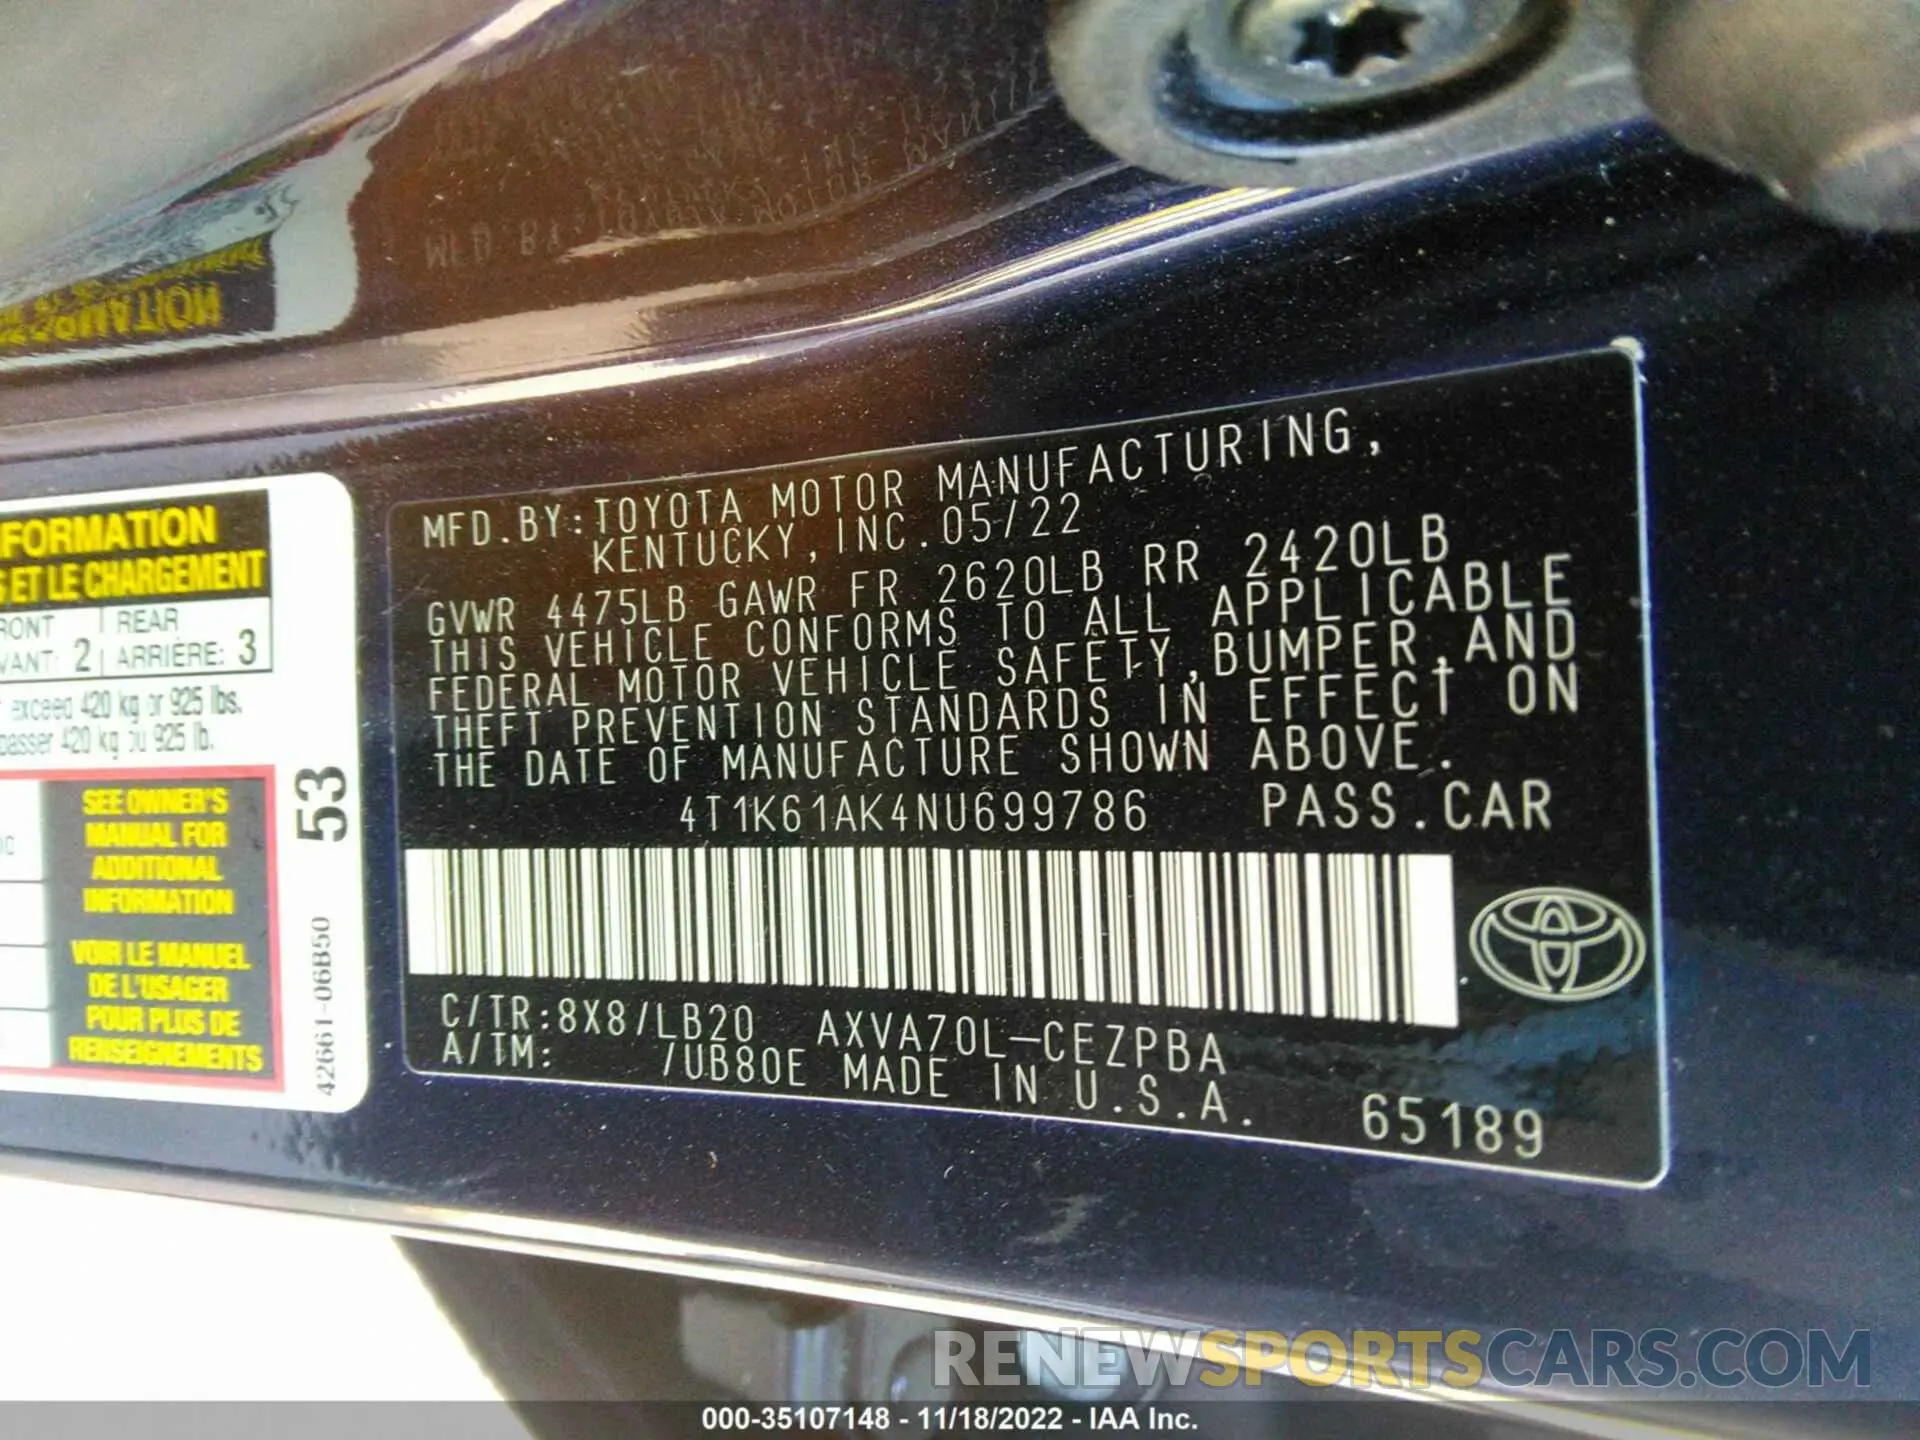 NFORMATION
S ET LE CHARGEMENT
RONT REAR
VANT: 2 ARRIÈRE: 3
exceed 420 kg or 925 lbs.
passer 420 kg ou 925 lb.
SEE OWNER'S
MANUAL FOR
ADDITIONAL
INFORMATION
VOIR LE MANUEL
DE L'USAGER
POUR PLUS DE
RENSEIGNEMENTS
53
42661-06B50
MFD.BY:TOYOTA MOTOR MANUFACTURING,
KENTUCKY,INC.05/22
GVWR 4475LB GAWR FR 2620LB RR 2420LB
THIS VEHICLE CONFORMS TO ALL APPLICABLE
FEDERAL MOTOR VEHICLE SAFETY,BUMPER,AND
THEFT PREVENTION STANDARDS IN EFFECT ON
THE DATE OF MANUFACTURE SHOWN ABOVE.
4T1K61AK4NU699786 PASS.CAR
C/TR:8X8/LB20 AXVA70L-CEZPBA
A/TM: /UB80E MADE IN U.S.A.
65189
RENEWSPORTSCARS.COM
000-35107148 - 11/18/2022 - IAA Inc.